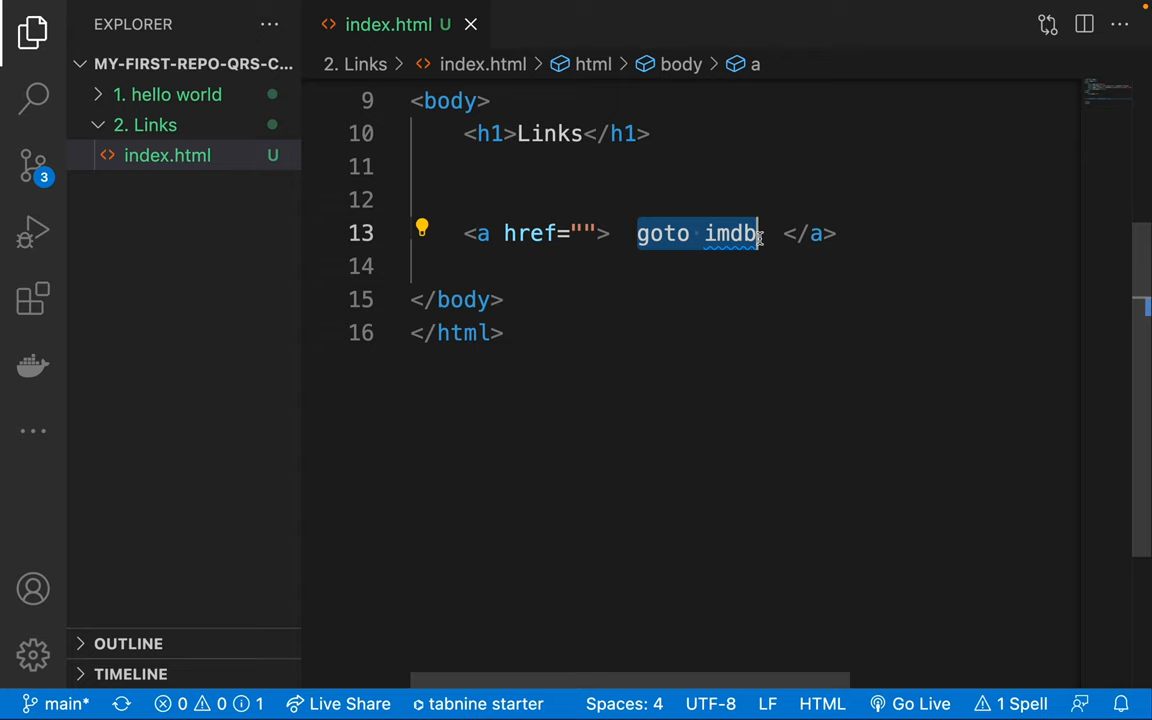 EXPLORER
MY-FIRST-REPO-QRS-C...
1. hello world
2. Links
index.html U
OUTLINE
TIMELINE
3
index.html U
2. Links > index.html > html > body > a
9 <body>
10 <h1>Links</h1>
11
12
13 <a href=""> goto imdb </a>
14
15 </body>
16 </html>
main* 0 0 1 Live Share tabnine starter Spaces: 4 UTF-8 LF HTML Go Live 1 Spell